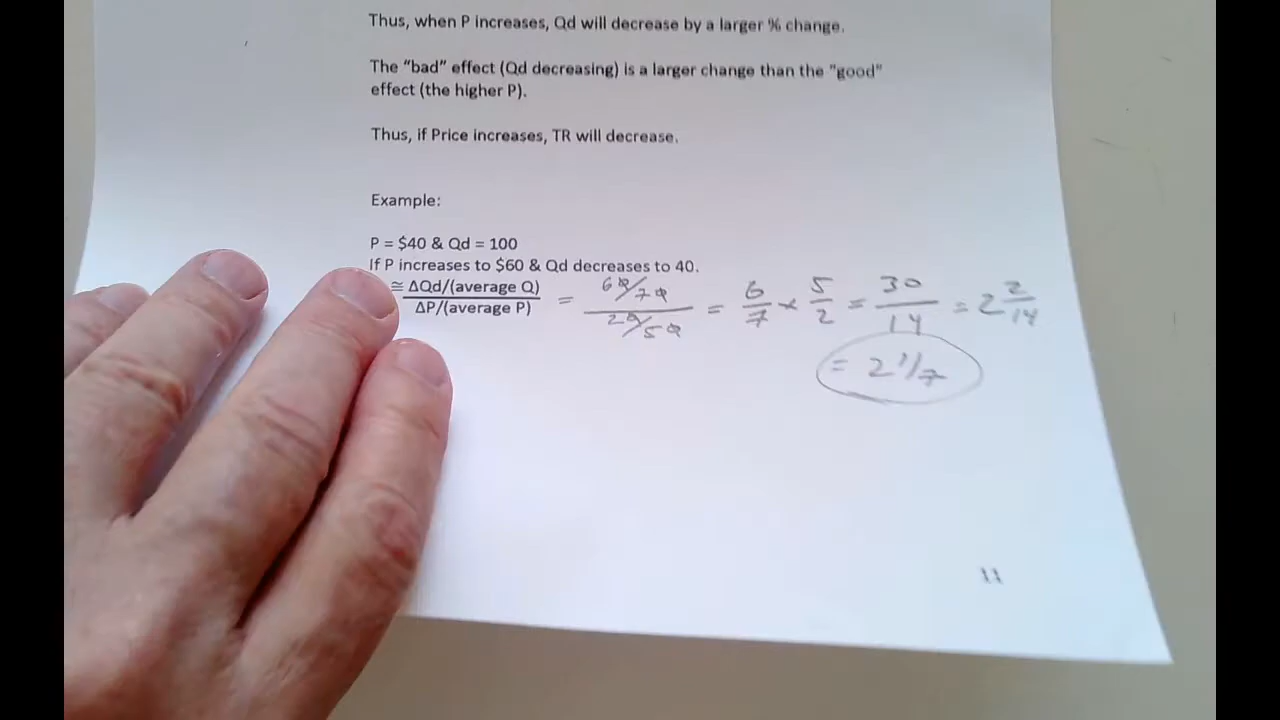 Thus, when P increases, Qd will decrease by a larger % change.
The "bad" effect (Qd decreasing) is a larger change than the "good"
effect (the higher P).
Thus, if Price increases, TR will decrease.
Example:
P = $40 & Qd = 100
If P increases to $60 & Qd decreases to 40.
≅ ΔQd/(average Q) = 60/70 = 6/7 × 5/2 = 30/14 = 2 2/14
ΔP/(average P) 20/50
= 2 1/7
11